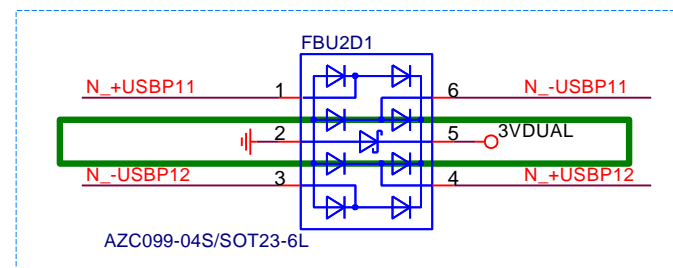 FBU2D1
N_+USBP11 1 6 N_-USBP11
2 5 3VDUAL
N_-USBP12 3 4 N_+USBP12
AZC099-04S/SOT23-6L